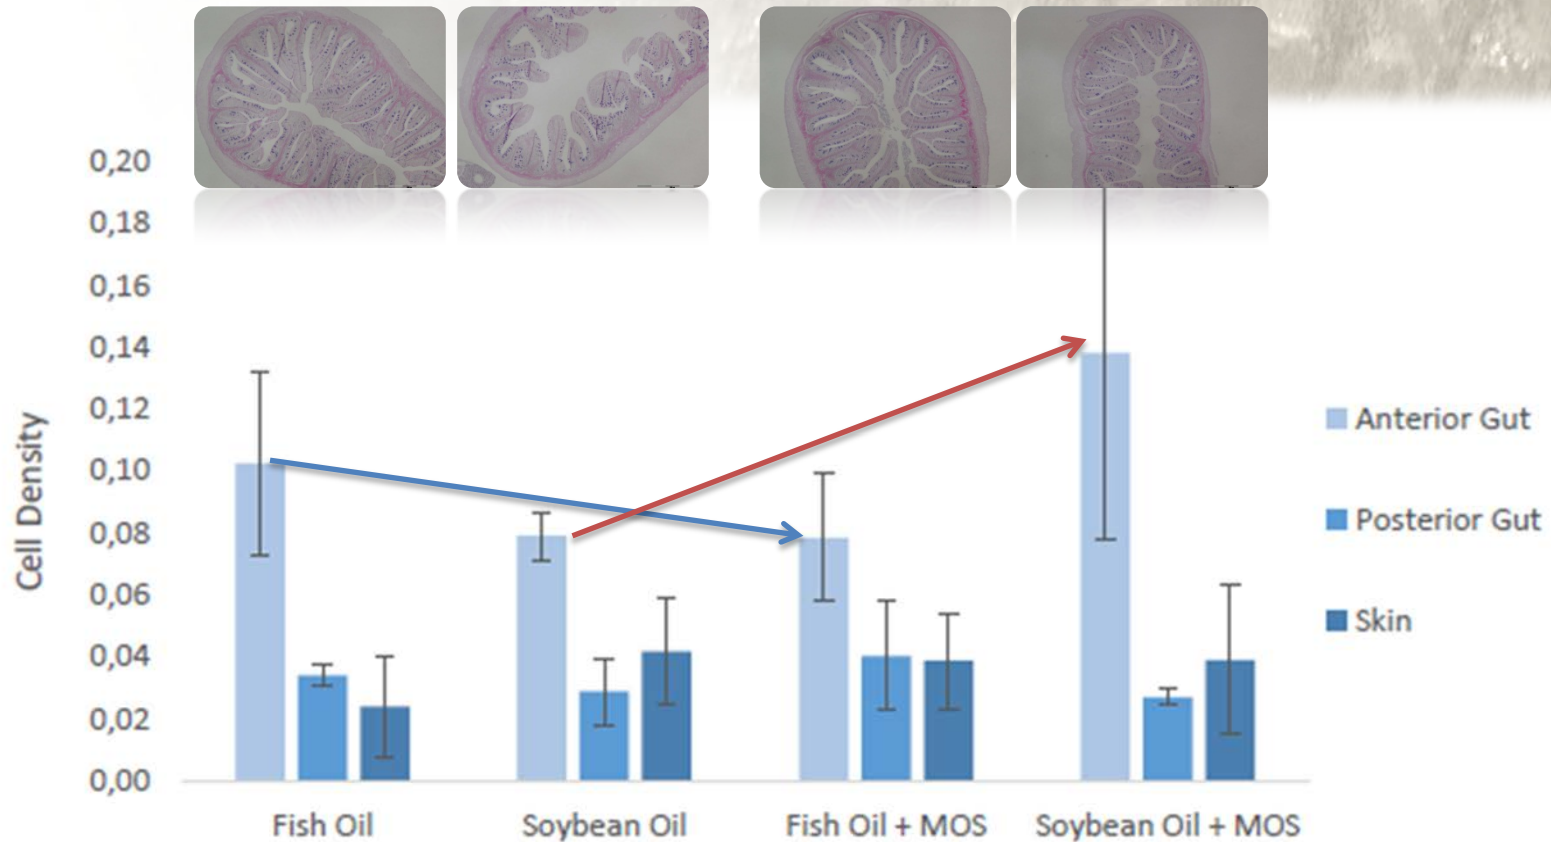 0,20
0,18
0,16
0,14
0,12
0,10
0,08
0,06
0,04
0,02
0,00
Cell Density
Anterior Gut
Posterior Gut
Skin
Fish Oil
Soybean Oil
Fish Oil + MOS
Soybean Oil + MOS